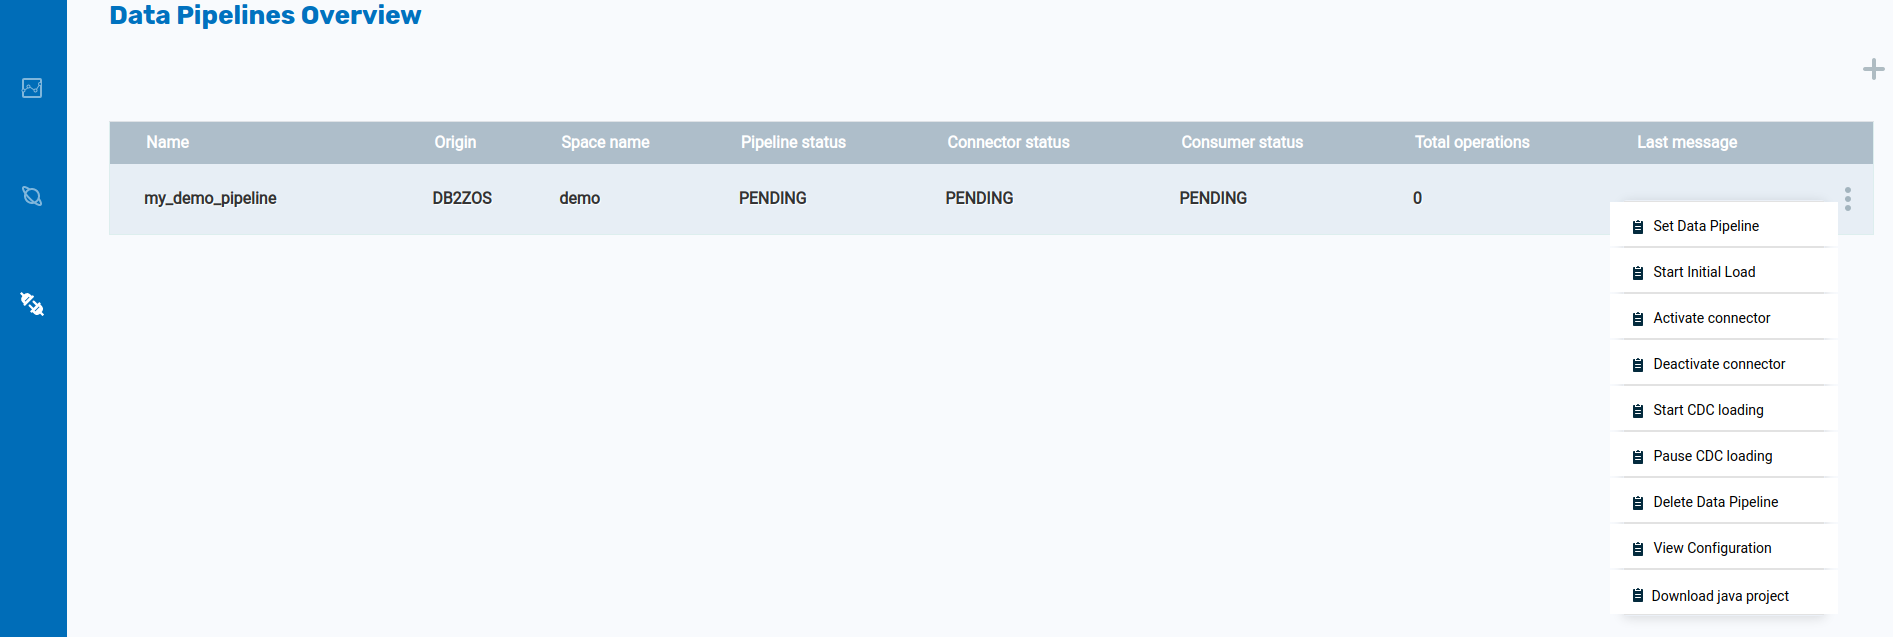 Data Pipelines Overview
Name Origin Space name Pipeline status Connector status Consumer status Total operations Last message
my_demo_pipeline DB2ZOS demo PENDING PENDING PENDING 0
Set Data Pipeline
Start Initial Load
Activate connector
Deactivate connector
Start CDC loading
Pause CDC loading
Delete Data Pipeline
View Configuration
Download java project